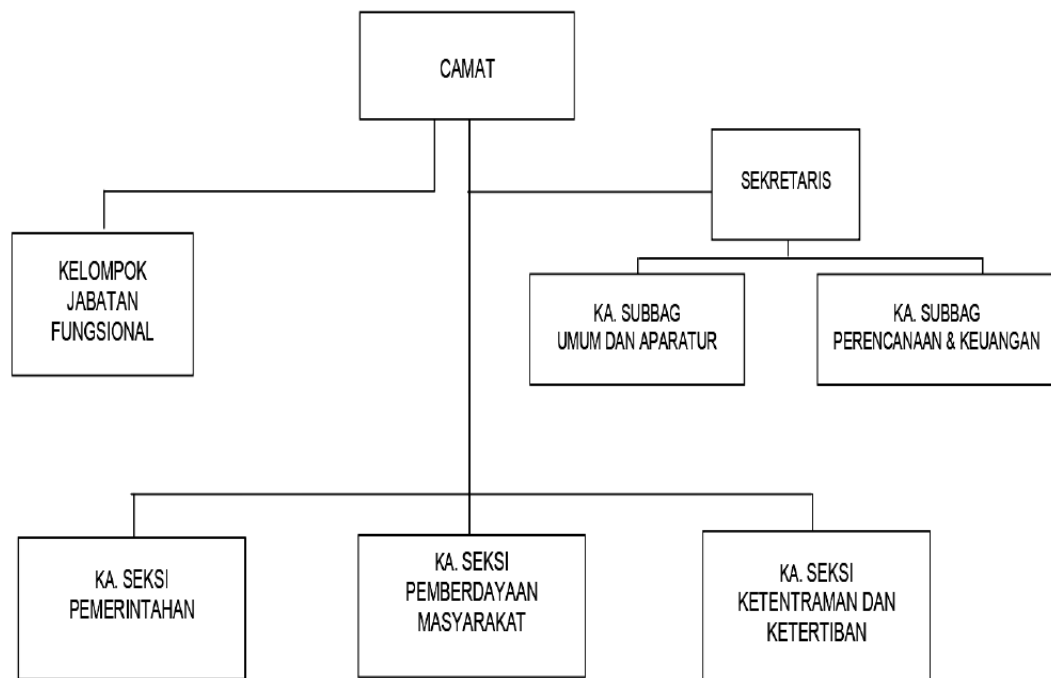 CAMAT
SEKRETARIS
KELOMPOK
JABATAN
FUNGSIONAL
KA. SUBBAG
UMUM DAN APARATUR
KA. SUBBAG
PERENCANAAN & KEUANGAN
KA. SEKSI
PEMERINTAHAN
KA. SEKSI
PEMBERDAYAAN
MASYARAKAT
KA. SEKSI
KETENTRAMAN DAN
KETERTIBAN